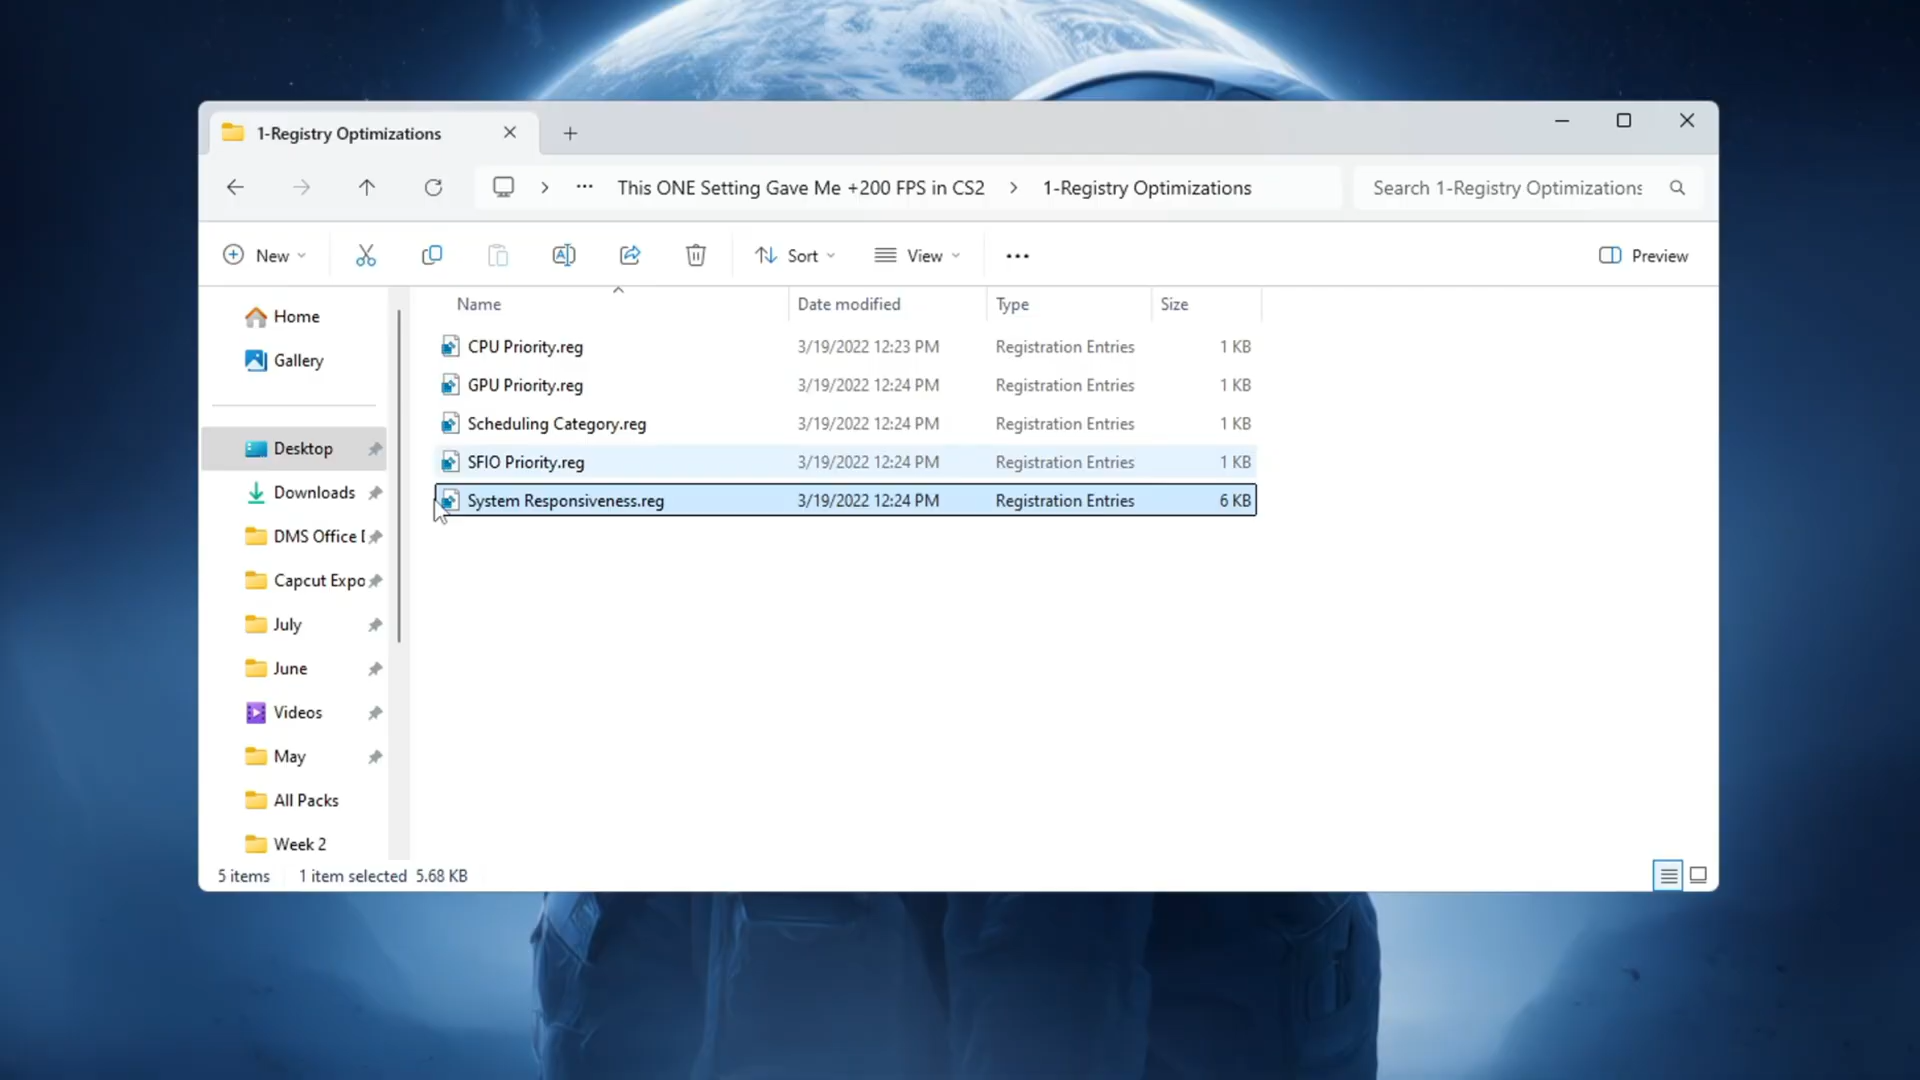 1-Registry Optimizations
This ONE Setting Gave Me +200 FPS in CS2 1-Registry Optimizations Search 1-Registry Optimizations
New Sort View Preview
Name Date modified Type Size
CPU Priority.reg 3/19/2022 12:23 PM Registration Entries 1 KB
GPU Priority.reg 3/19/2022 12:24 PM Registration Entries 1 KB
Scheduling Category.reg 3/19/2022 12:24 PM Registration Entries 1 KB
SFIO Priority.reg 3/19/2022 12:24 PM Registration Entries 1 KB
System Responsiveness.reg 3/19/2022 12:24 PM Registration Entries 6 KB
Home
Gallery
Desktop
Downloads
DMS Office
Capcut Expo
July
June
Videos
May
All Packs
Week 2
5 items 1 item selected 5.68 KB